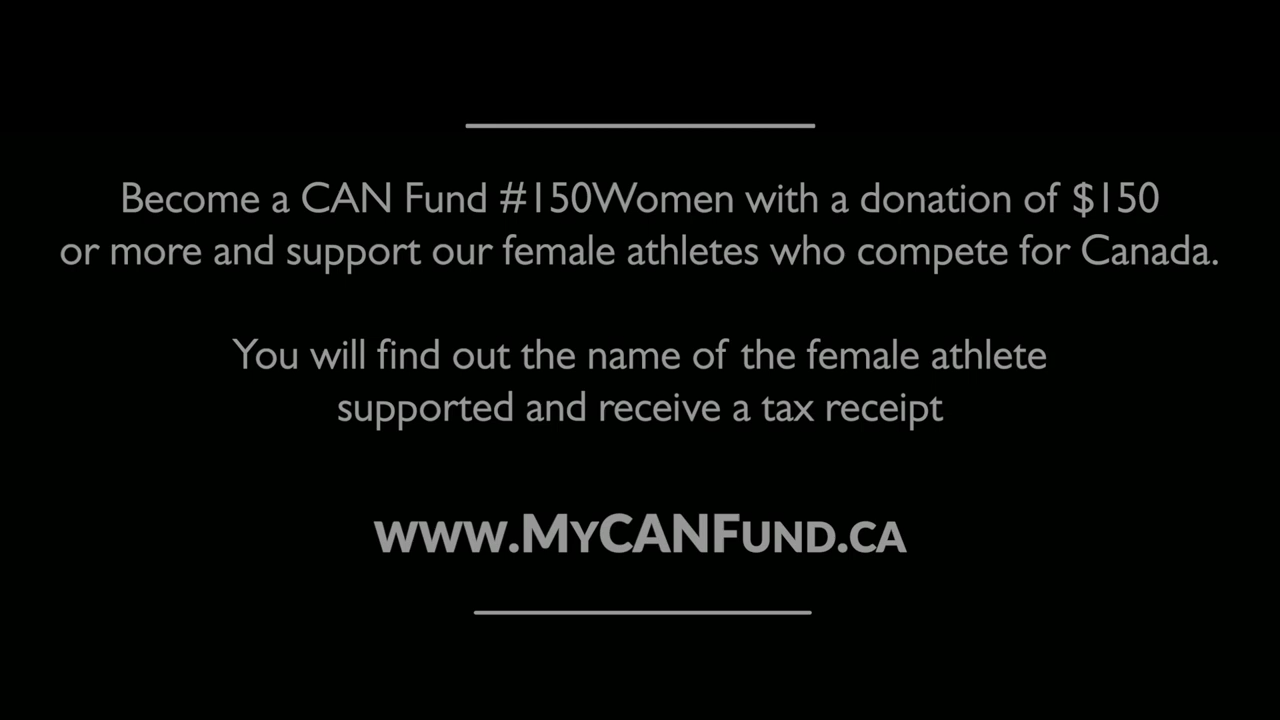 Become a CAN Fund #150Women with a donation of $150
or more and support our female athletes who compete for Canada.
You will find out the name of the female athlete
supported and receive a tax receipt
www.MyCANFund.ca